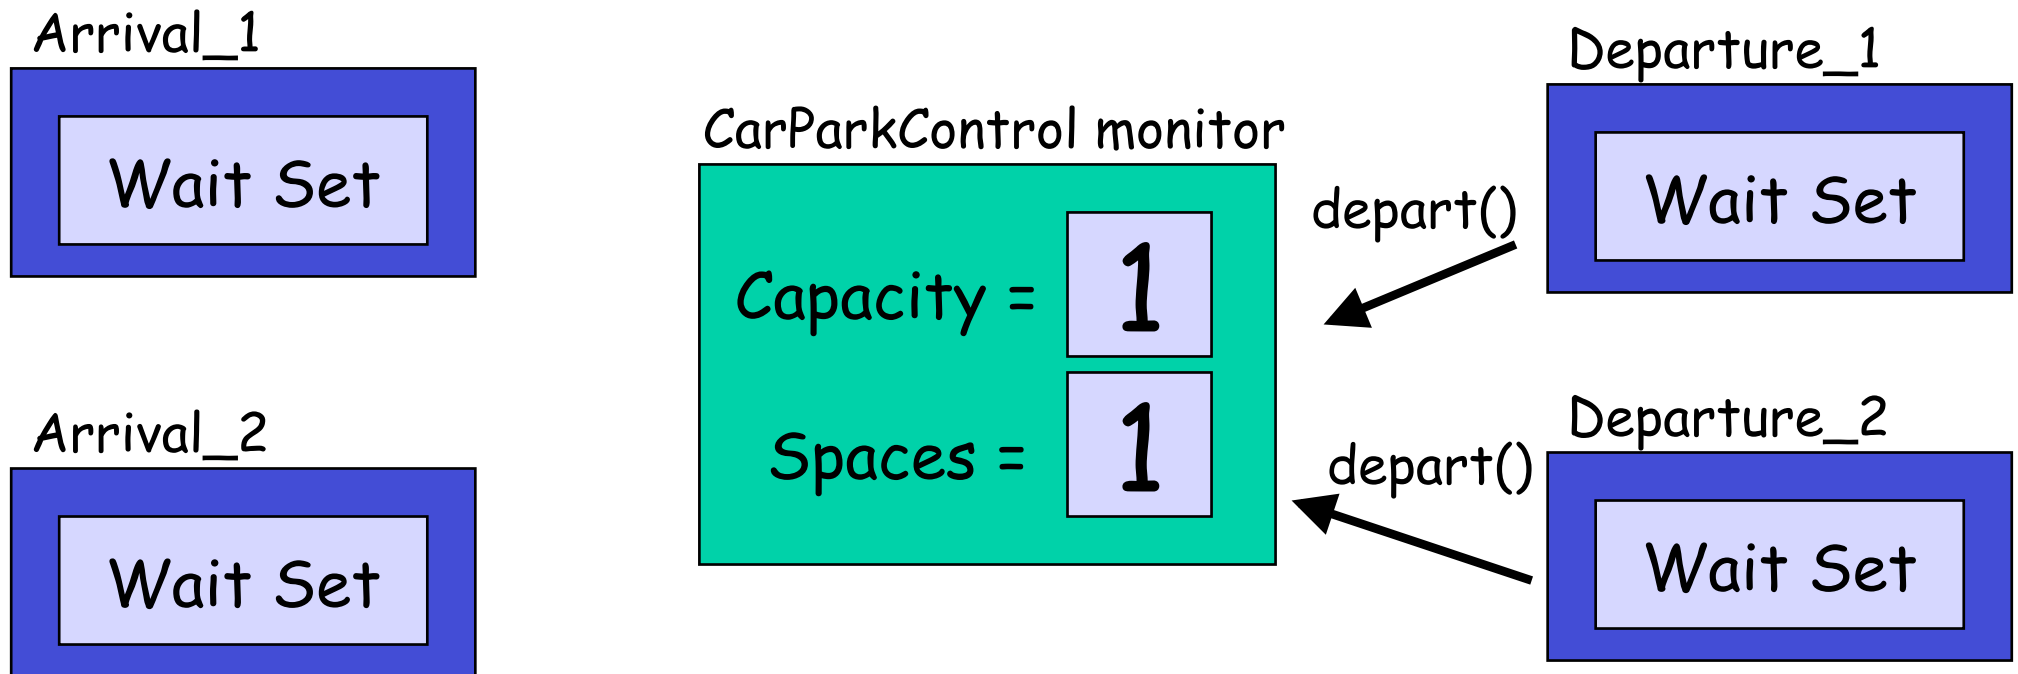 Arrival_1
Wait Set
Arrival_2
Wait Set
CarParkControl monitor
Capacity = 1
Spaces = 1
depart()
depart()
Departure_1
Wait Set
Departure_2
Wait Set